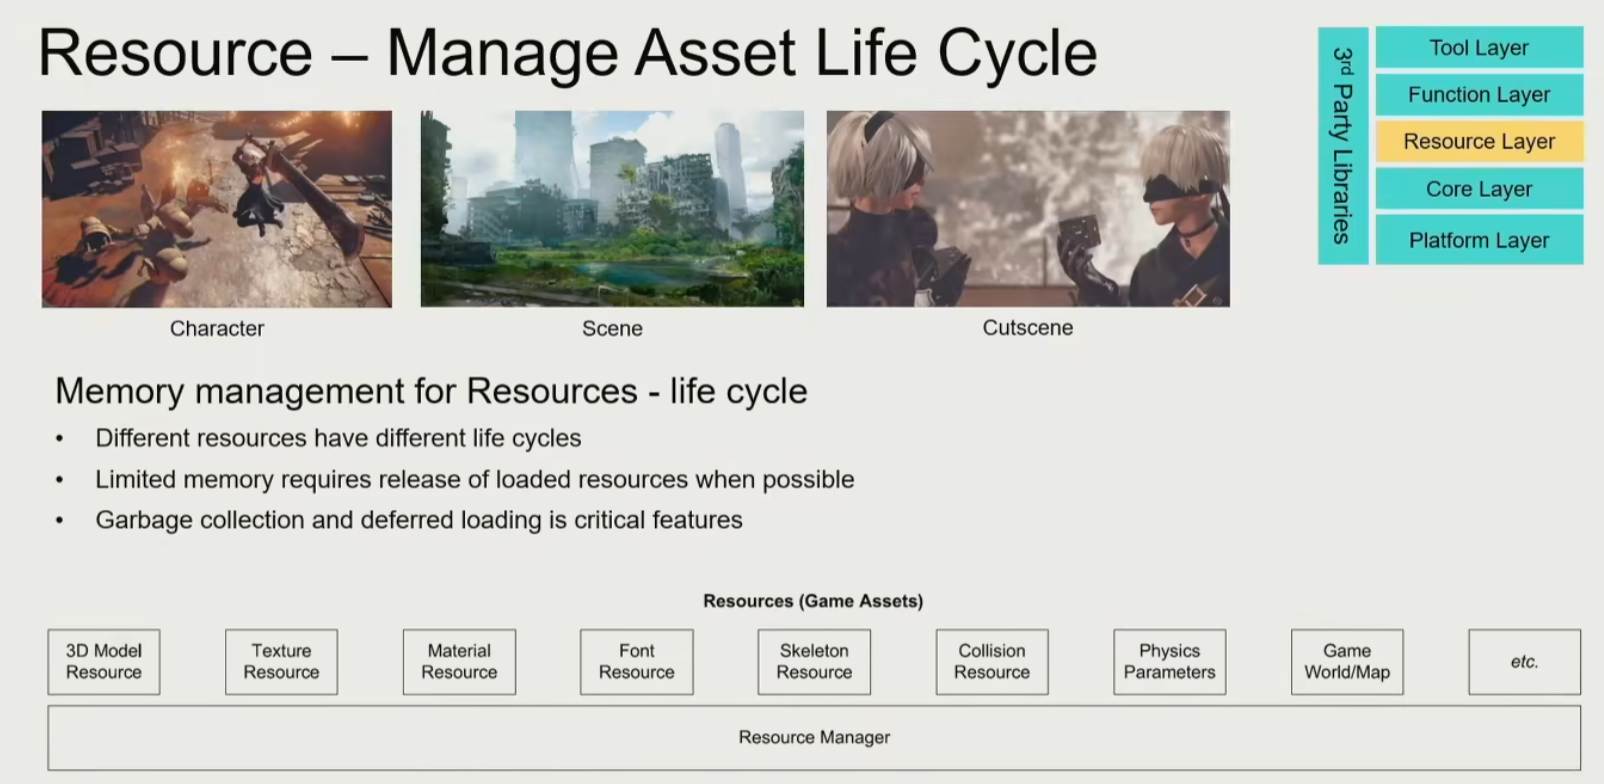 Resource – Manage Asset Life Cycle
3rd Party Libraries
Tool Layer
Function Layer
Resource Layer
Core Layer
Platform Layer
Character
Scene
Cutscene
Memory management for Resources - life cycle
• Different resources have different life cycles
• Limited memory requires release of loaded resources when possible
• Garbage collection and deferred loading is critical features
Resources (Game Assets)
3D Model
Resource
Texture
Resource
Material
Resource
Font
Resource
Skeleton
Resource
Collision
Resource
Physics
Parameters
Game
World/Map
etc.
Resource Manager